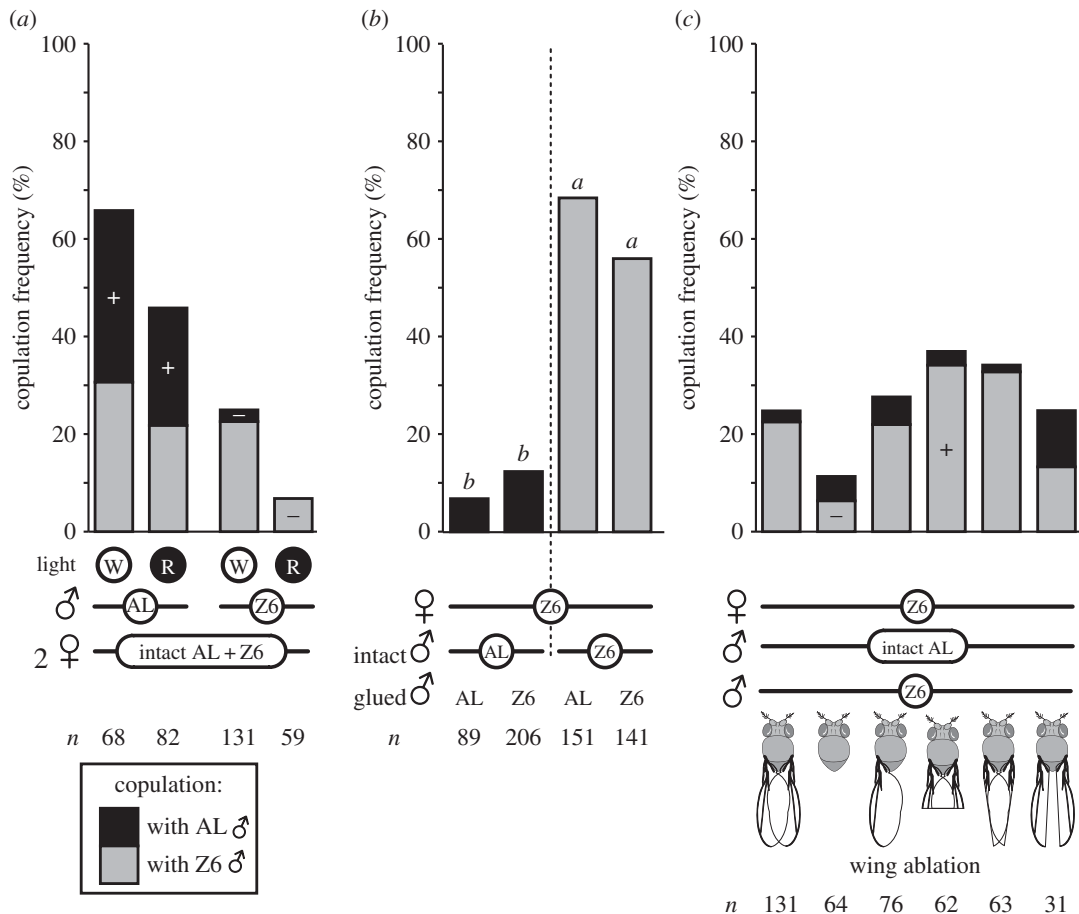 (a)
100
80
60
40
20
0
copulation frequency (%)
+
+
–
–
light W R W R
♂ AL Z6
2 ♀ intact AL + Z6
n 68 82 131 59
copulation:
with AL ♂
with Z6 ♂
(b)
100
80
60
40
20
0
copulation frequency (%)
b
b
a
a
♀ Z6
intact ♂ AL Z6
glued ♂ AL Z6 AL Z6
n 89 206 151 141
(c)
100
80
60
40
20
0
copulation frequency (%)
–
+
♀ Z6
♂ intact AL
♂ Z6
wing ablation
n 131 64 76 62 63 31